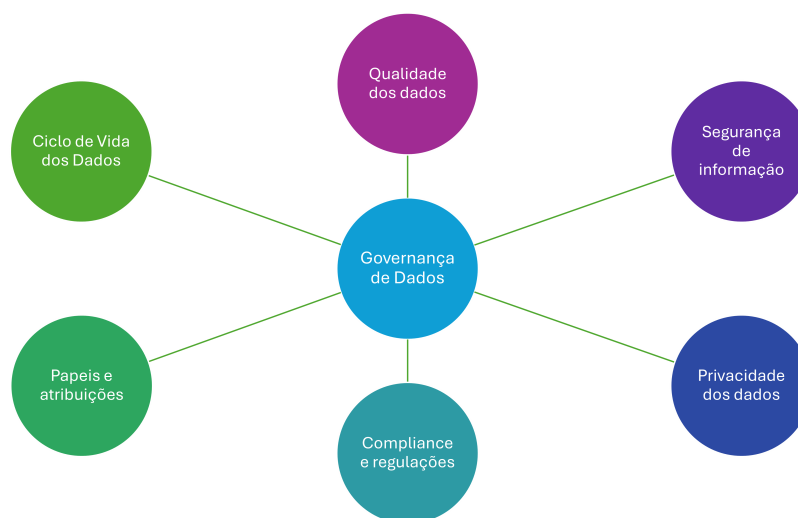 Qualidade
dos dados
Ciclo de Vida
dos Dados
Segurança
de
informação
Governança
de Dados
Papeis e
atribuições
Privacidade
dos dados
Compliance
e regulações